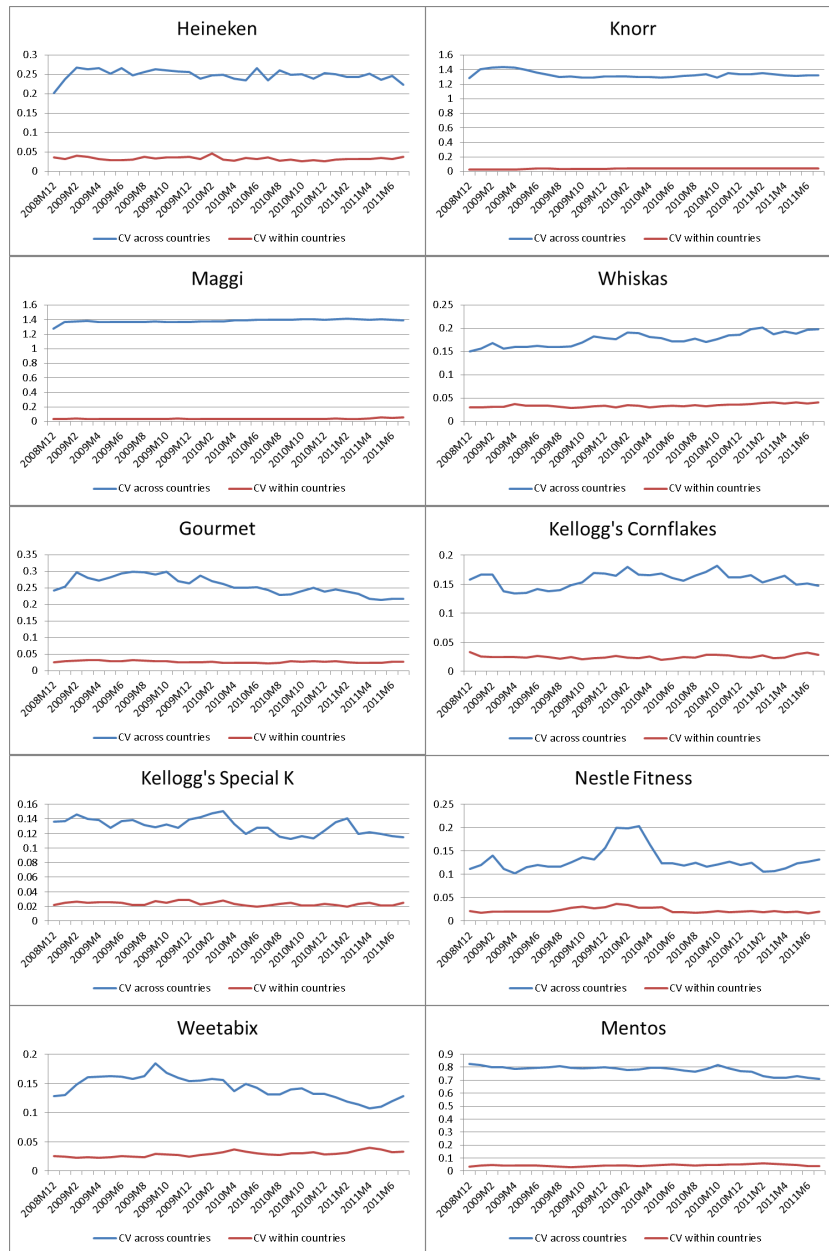 Heineken
0.3
0.25
0.2
0.15
0.1
0.05
0
2008M12 2009M2 2009M4 2009M6 2009M8 2009M10 2009M12 2010M2 2010M4 2010M6 2010M8 2010M10 2010M12 2011M2 2011M4 2011M6
CV across countries CV within countries
Knorr
1.6
1.4
1.2
1
0.8
0.6
0.4
0.2
0
2008M12 2009M2 2009M4 2009M6 2009M8 2009M10 2009M12 2010M2 2010M4 2010M6 2010M8 2010M10 2010M12 2011M2 2011M4 2011M6
CV across countries CV within countries
Maggi
1.6
1.4
1.2
1
0.8
0.6
0.4
0.2
0
2008M12 2009M2 2009M4 2009M6 2009M8 2009M10 2009M12 2010M2 2010M4 2010M6 2010M8 2010M10 2010M12 2011M2 2011M4 2011M6
CV across countries CV within countries
Whiskas
0.25
0.2
0.15
0.1
0.05
0
2008M12 2009M2 2009M4 2009M6 2009M8 2009M10 2009M12 2010M2 2010M4 2010M6 2010M8 2010M10 2010M12 2011M2 2011M4 2011M6
CV across countries CV within countries
Gourmet
0.35
0.3
0.25
0.2
0.15
0.1
0.05
0
2008M12 2009M2 2009M4 2009M6 2009M8 2009M10 2009M12 2010M2 2010M4 2010M6 2010M8 2010M10 2010M12 2011M2 2011M4 2011M6
CV across countries CV within countries
Kellogg's Cornflakes
0.2
0.15
0.1
0.05
0
2008M12 2009M2 2009M4 2009M6 2009M8 2009M10 2009M12 2010M2 2010M4 2010M6 2010M8 2010M10 2010M12 2011M2 2011M4 2011M6
CV across countries CV within countries
Kellogg's Special K
0.16
0.14
0.12
0.1
0.08
0.06
0.04
0.02
0
2008M12 2009M2 2009M4 2009M6 2009M8 2009M10 2009M12 2010M2 2010M4 2010M6 2010M8 2010M10 2010M12 2011M2 2011M4 2011M6
CV across countries CV within countries
Nestle Fitness
0.25
0.2
0.15
0.1
0.05
0
2008M12 2009M2 2009M4 2009M6 2009M8 2009M10 2009M12 2010M2 2010M4 2010M6 2010M8 2010M10 2010M12 2011M2 2011M4 2011M6
CV across countries CV within countries
Weetabix
0.2
0.15
0.1
0.05
0
2008M12 2009M2 2009M4 2009M6 2009M8 2009M10 2009M12 2010M2 2010M4 2010M6 2010M8 2010M10 2010M12 2011M2 2011M4 2011M6
CV across countries CV within countries
Mentos
0.9
0.8
0.7
0.6
0.5
0.4
0.3
0.2
0.1
0
2008M12 2009M2 2009M4 2009M6 2009M8 2009M10 2009M12 2010M2 2010M4 2010M6 2010M8 2010M10 2010M12 2011M2 2011M4 2011M6
CV across countries CV within countries